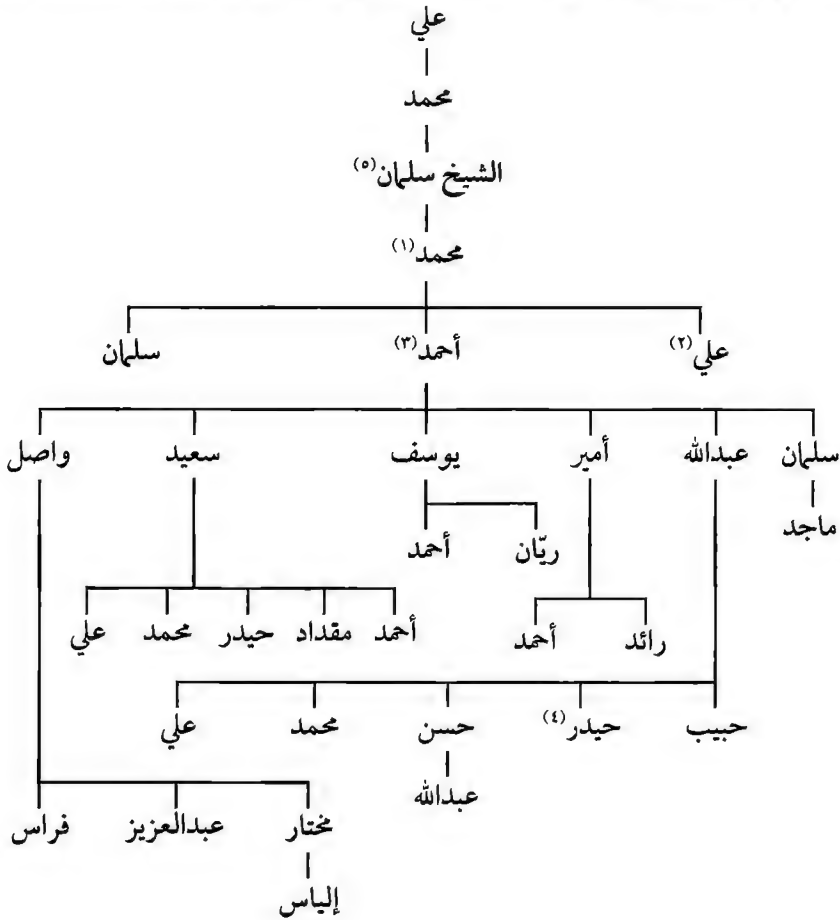 علي
محمد
الشيخ سلمان(٥)
محمد(١)
علي(٢) أحمد(٣) سلمان
سلمان عبدالله أمير يوسف سعيد واصل
ماجد
ريّان أحمد
رائد أحمد أحمد مقداد حيدر محمد علي
حبيب حيدر(٤) حسن محمد علي
عبدالله
مختار عبدالعزيز فراس
إلياس